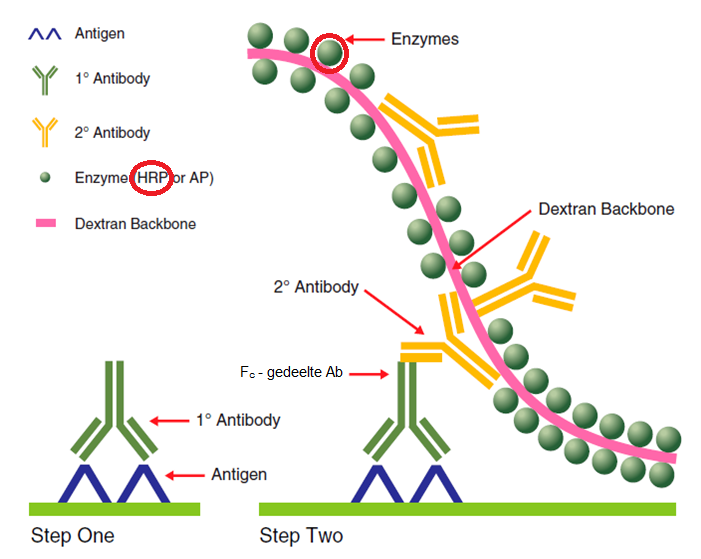 Antigen
1° Antibody
2° Antibody
Enzyme (HRP or AP)
Dextran Backbone
Enzymes
Dextran Backbone
2° Antibody
Fc - gedeelte Ab
1° Antibody
Antigen
Step One
Step Two